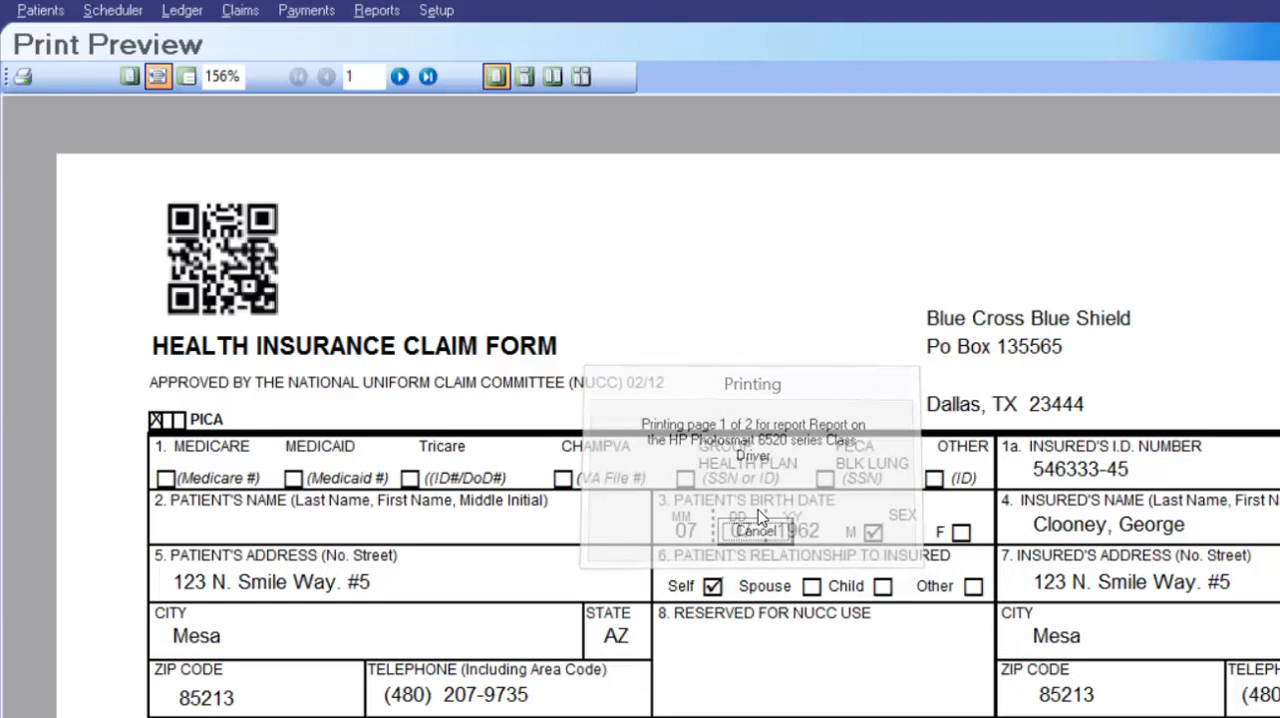 Patients Scheduler Ledger Claims Payments Reports Setup
Print Preview
156% 1
Blue Cross Blue Shield
Po Box 135565
HEALTH INSURANCE CLAIM FORM
APPROVED BY THE NATIONAL UNIFORM CLAIM COMMITTEE (NUCC) 02/12
Dallas, TX 23444
Printing
Printing page 1 of 2 for report Report on
the HP Photosmart 6520 series Class
Driver
Cancel
X PICA
1. MEDICARE MEDICAID Tricare CHAMPVA GROUP FECA OTHER
HEALTH PLAN BLK LUNG
(Medicare #) (Medicaid #) ((ID#/DoD#) (VA File #) (SSN or ID) (SSN) (ID)
1a. INSURED'S I.D. NUMBER
546333-45
2. PATIENT'S NAME (Last Name, First Name, Middle Initial)
3. PATIENT'S BIRTH DATE SEX
MM DD YY
07 1962 M F
4. INSURED'S NAME (Last Name, First N
Clooney, George
5. PATIENT'S ADDRESS (No. Street)
123 N. Smile Way. #5
6. PATIENT'S RELATIONSHIP TO INSURED
Self Spouse Child Other
7. INSURED'S ADDRESS (No. Street)
123 N. Smile Way. #5
CITY
Mesa
STATE
AZ
8. RESERVED FOR NUCC USE
CITY
Mesa
ZIP CODE
85213
TELEPHONE (Including Area Code)
(480) 207-9735
ZIP CODE
85213
TELEPH
(480